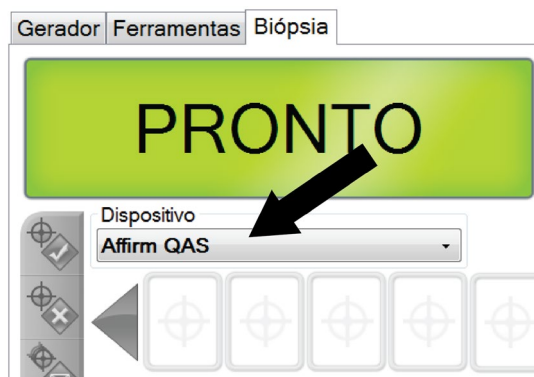 Gerador Ferramentas Biópsia
PRONTO
Dispositivo
Affirm QAS